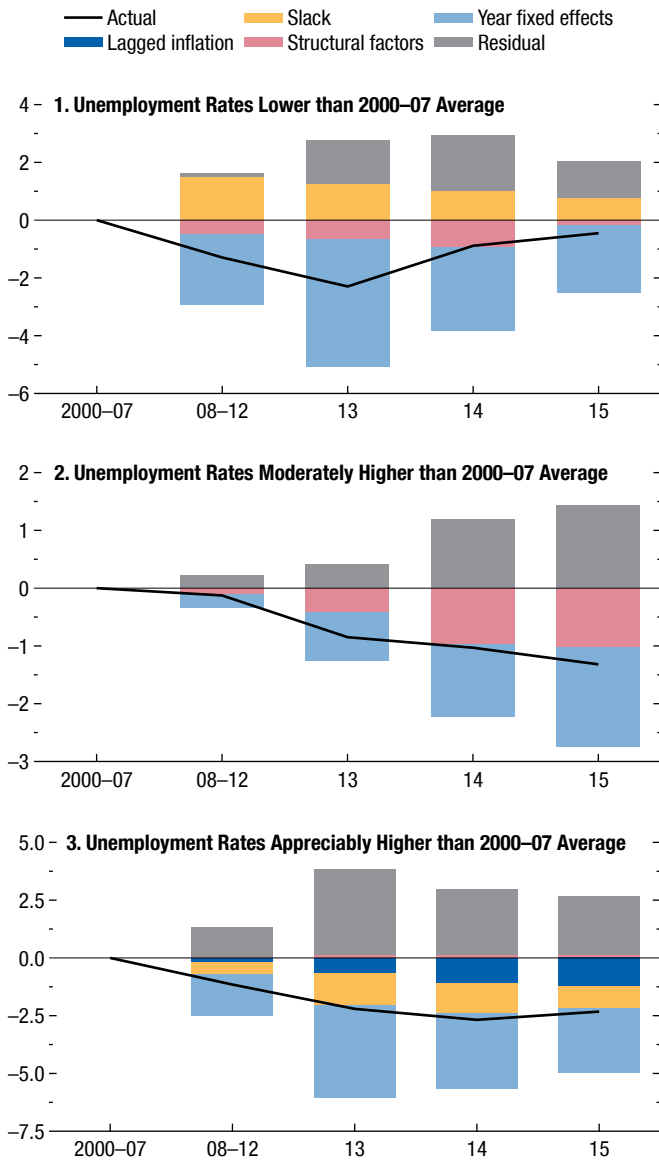 Actual Slack Year fixed effects
Lagged inflation Structural factors Residual
1. Unemployment Rates Lower than 2000–07 Average
4
2
0
–2
–4
–6
2000–07 08–12 13 14 15
2. Unemployment Rates Moderately Higher than 2000–07 Average
2
1
0
–1
–2
–3
2000–07 08–12 13 14 15
3. Unemployment Rates Appreciably Higher than 2000–07 Average
5.0
2.5
0.0
–2.5
–5.0
–7.5
2000–07 08–12 13 14 15